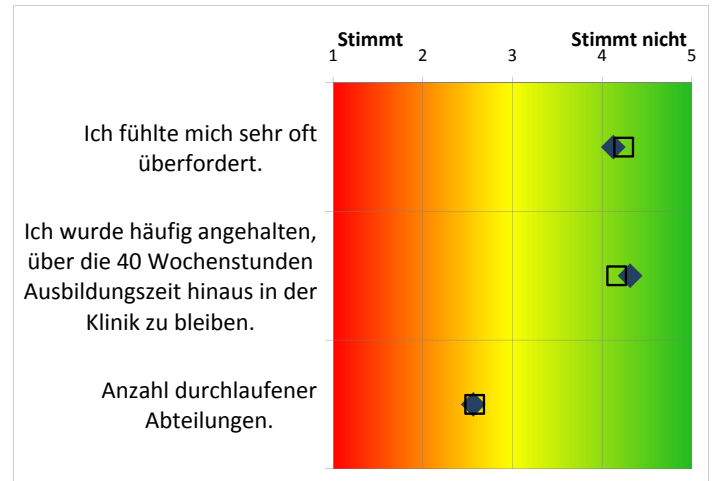 Stimmt Stimmt nicht
1 2 3 4 5
Ich fühlte mich sehr oft
überfordert.
Ich wurde häufig angehalten,
über die 40 Wochenstunden
Ausbildungszeit hinaus in der
Klinik zu bleiben.
Anzahl durchlaufener
Abteilungen.